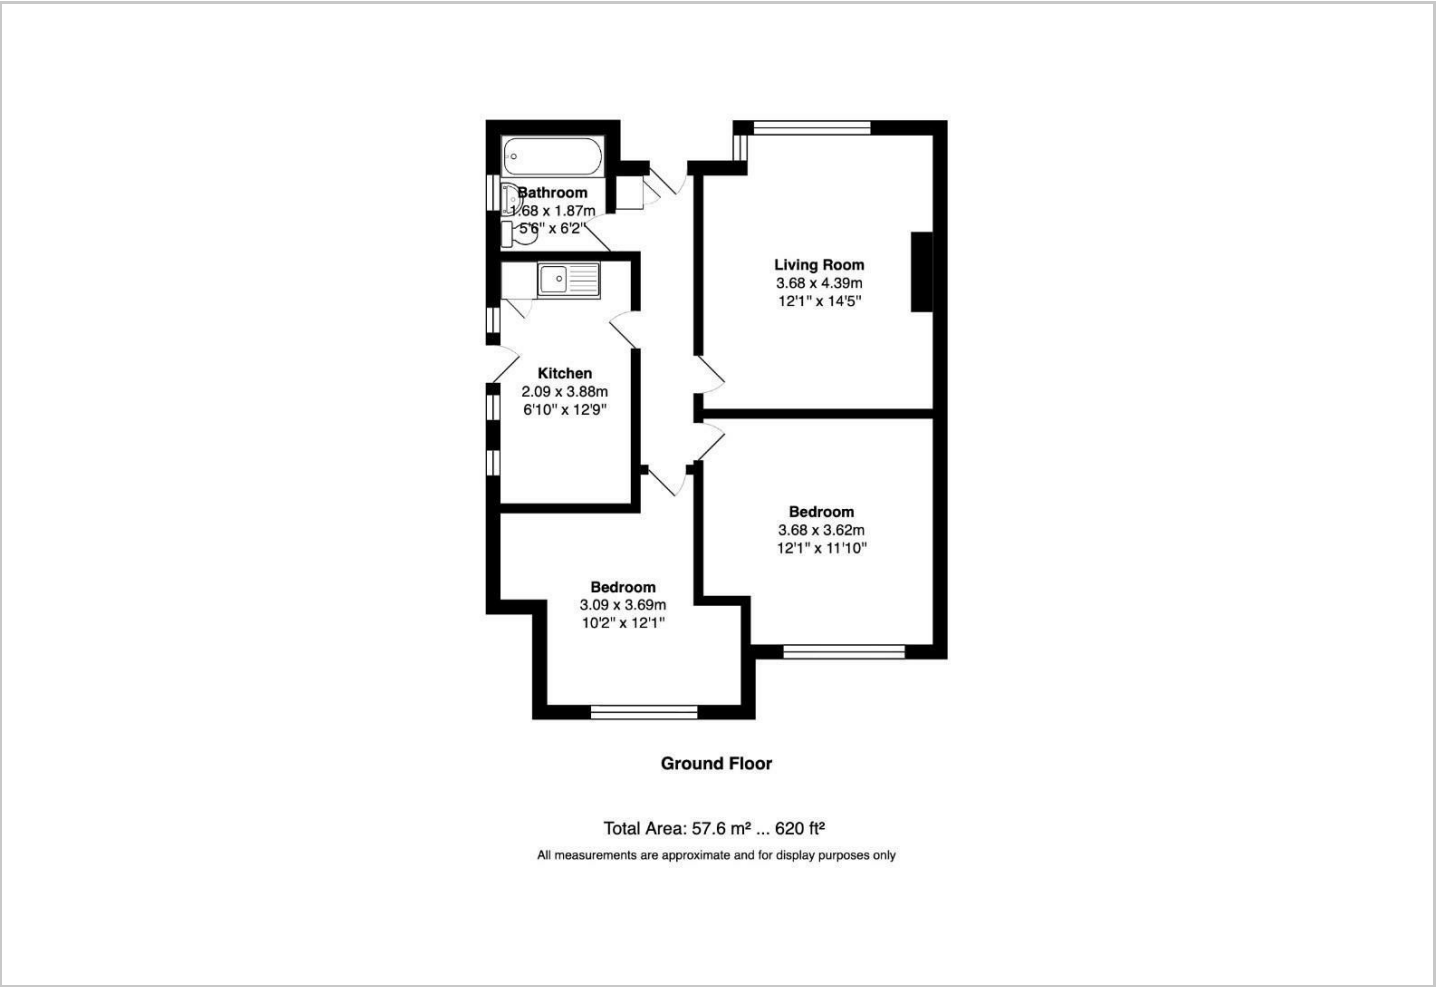 Bathroom
1.68 x 1.87m
5'6" x 6'2"
Living Room
3.68 x 4.39m
12'1" x 14'5"
Kitchen
2.09 x 3.88m
6'10" x 12'9"
Bedroom
3.68 x 3.62m
12'1" x 11'10"
Bedroom
3.09 x 3.69m
10'2" x 12'1"
Ground Floor
Total Area: 57.6 m² ... 620 ft²
All measurements are approximate and for display purposes only